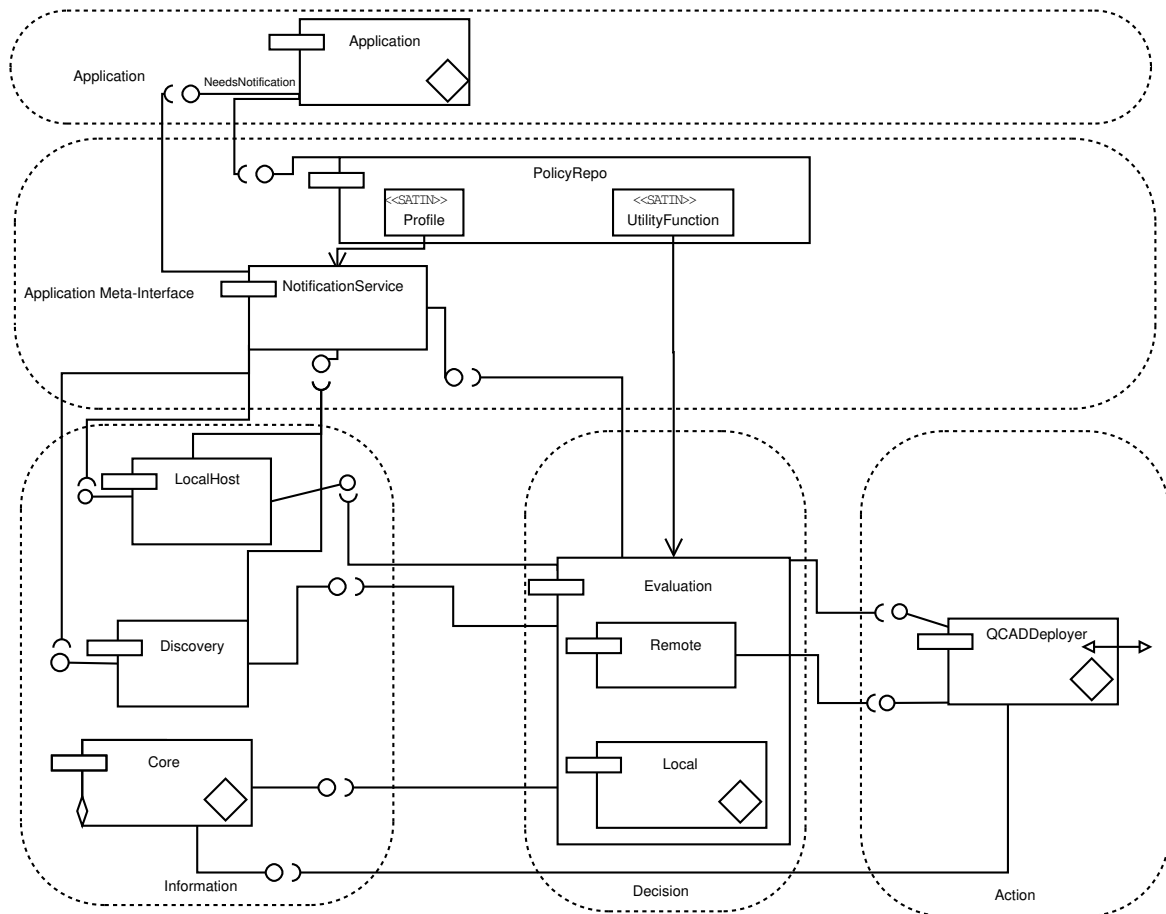 Application
Application
NeedsNotification
PolicyRepo
<<SATIN>>
Profile
<<SATIN>>
UtilityFunction
NotificationService
Application Meta-Interface
LocalHost
Evaluation
Discovery
Remote
QCADDeployer
Core
Local
Information
Decision
Action